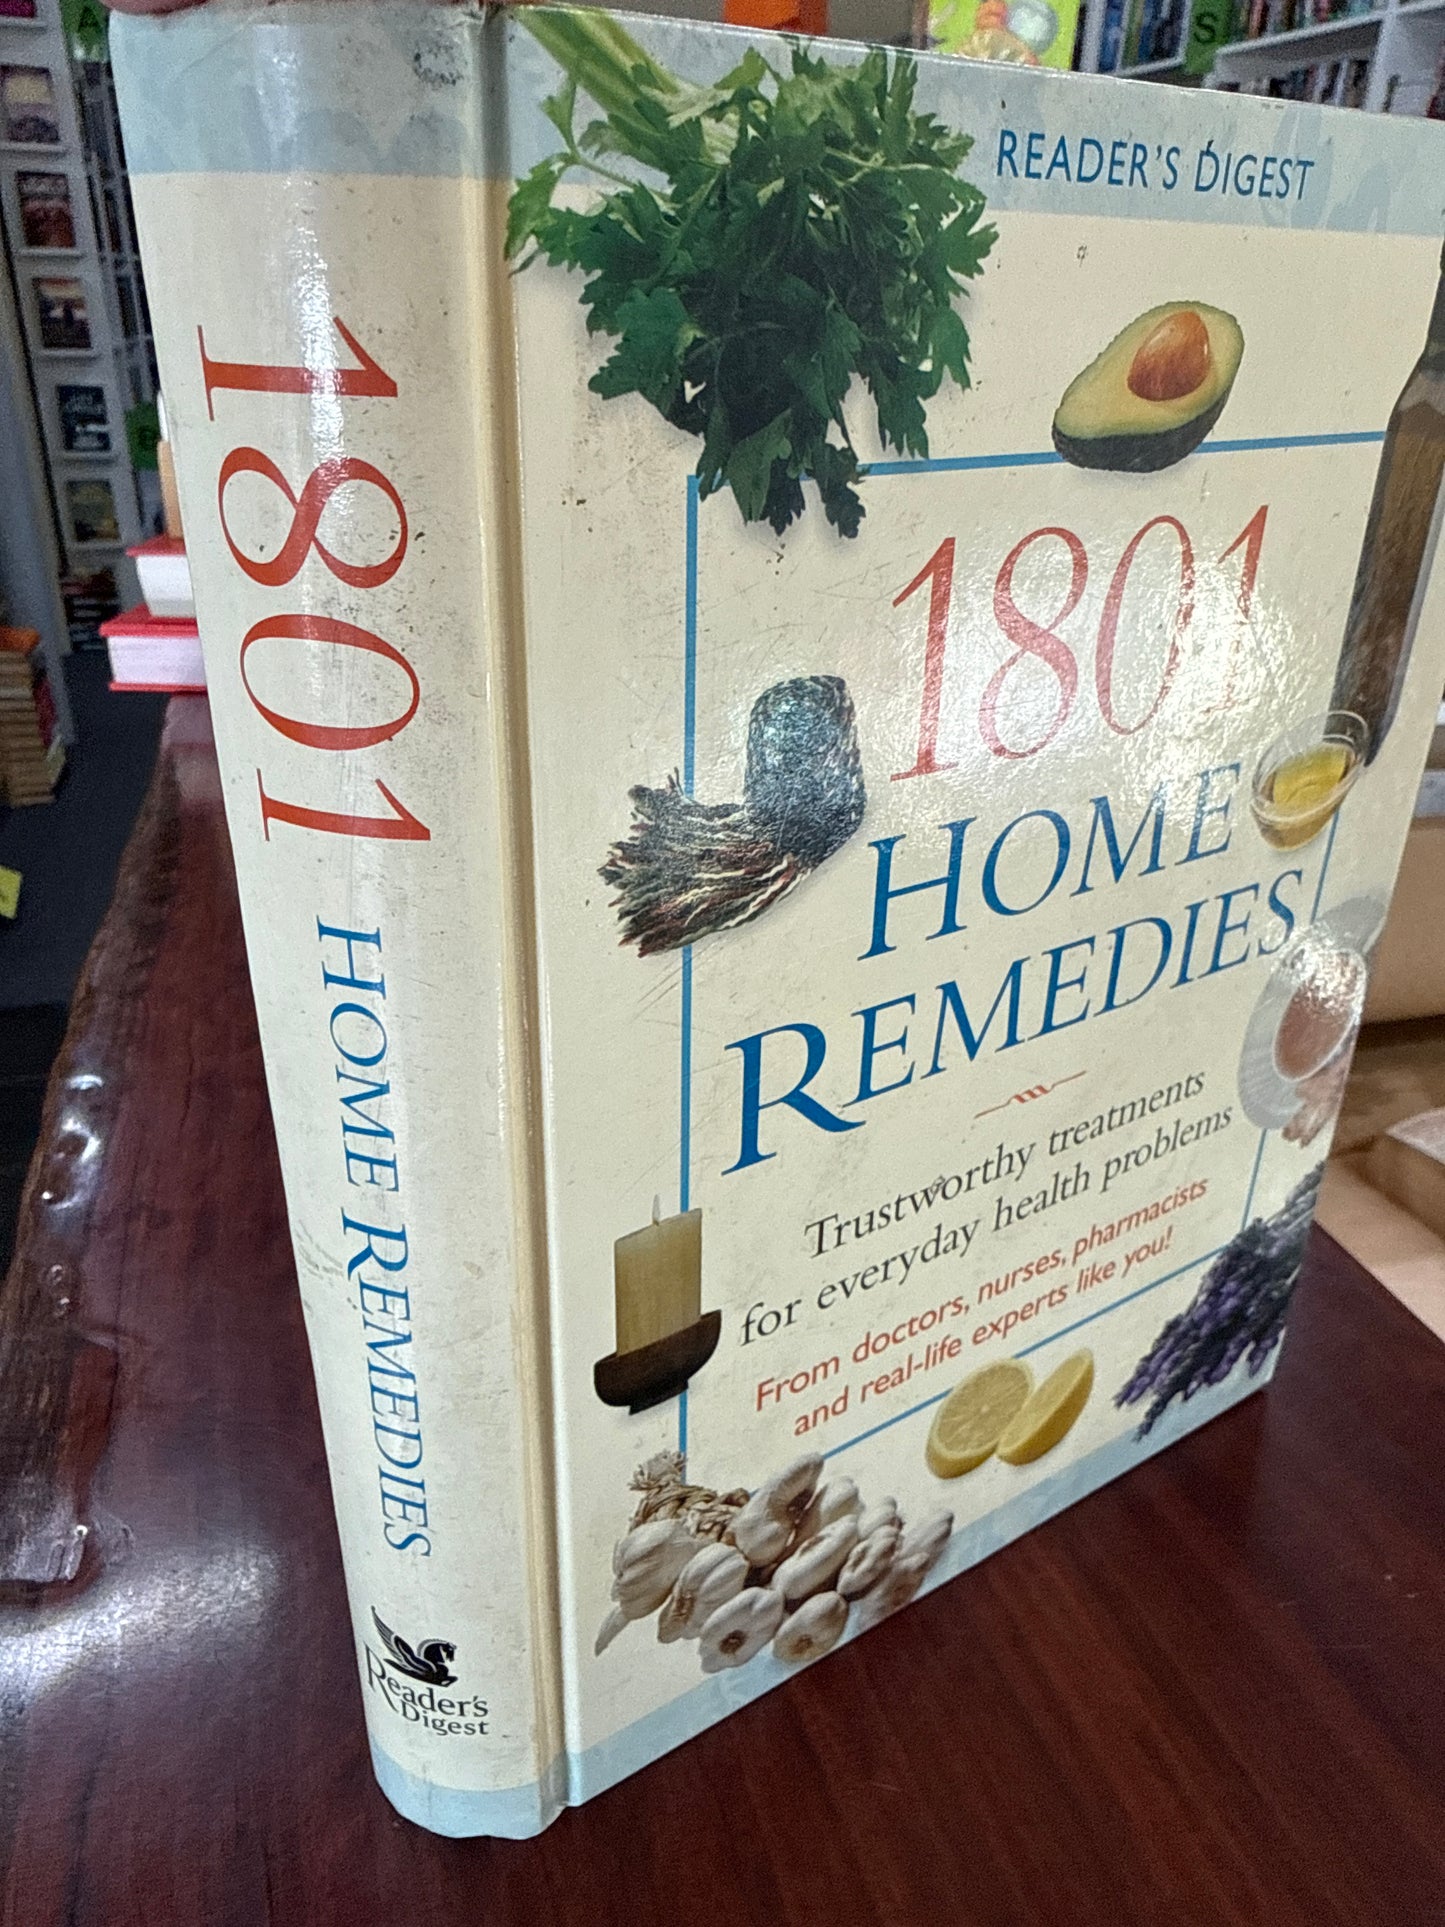 1801 HOME REMEDIES
Reader's
Digest
READER'S DIGEST
1801
HOME
REMEDIES
Trustworthy treatments
for everyday health problems
From doctors, nurses, pharmacists
and real-life experts like you!
A
S